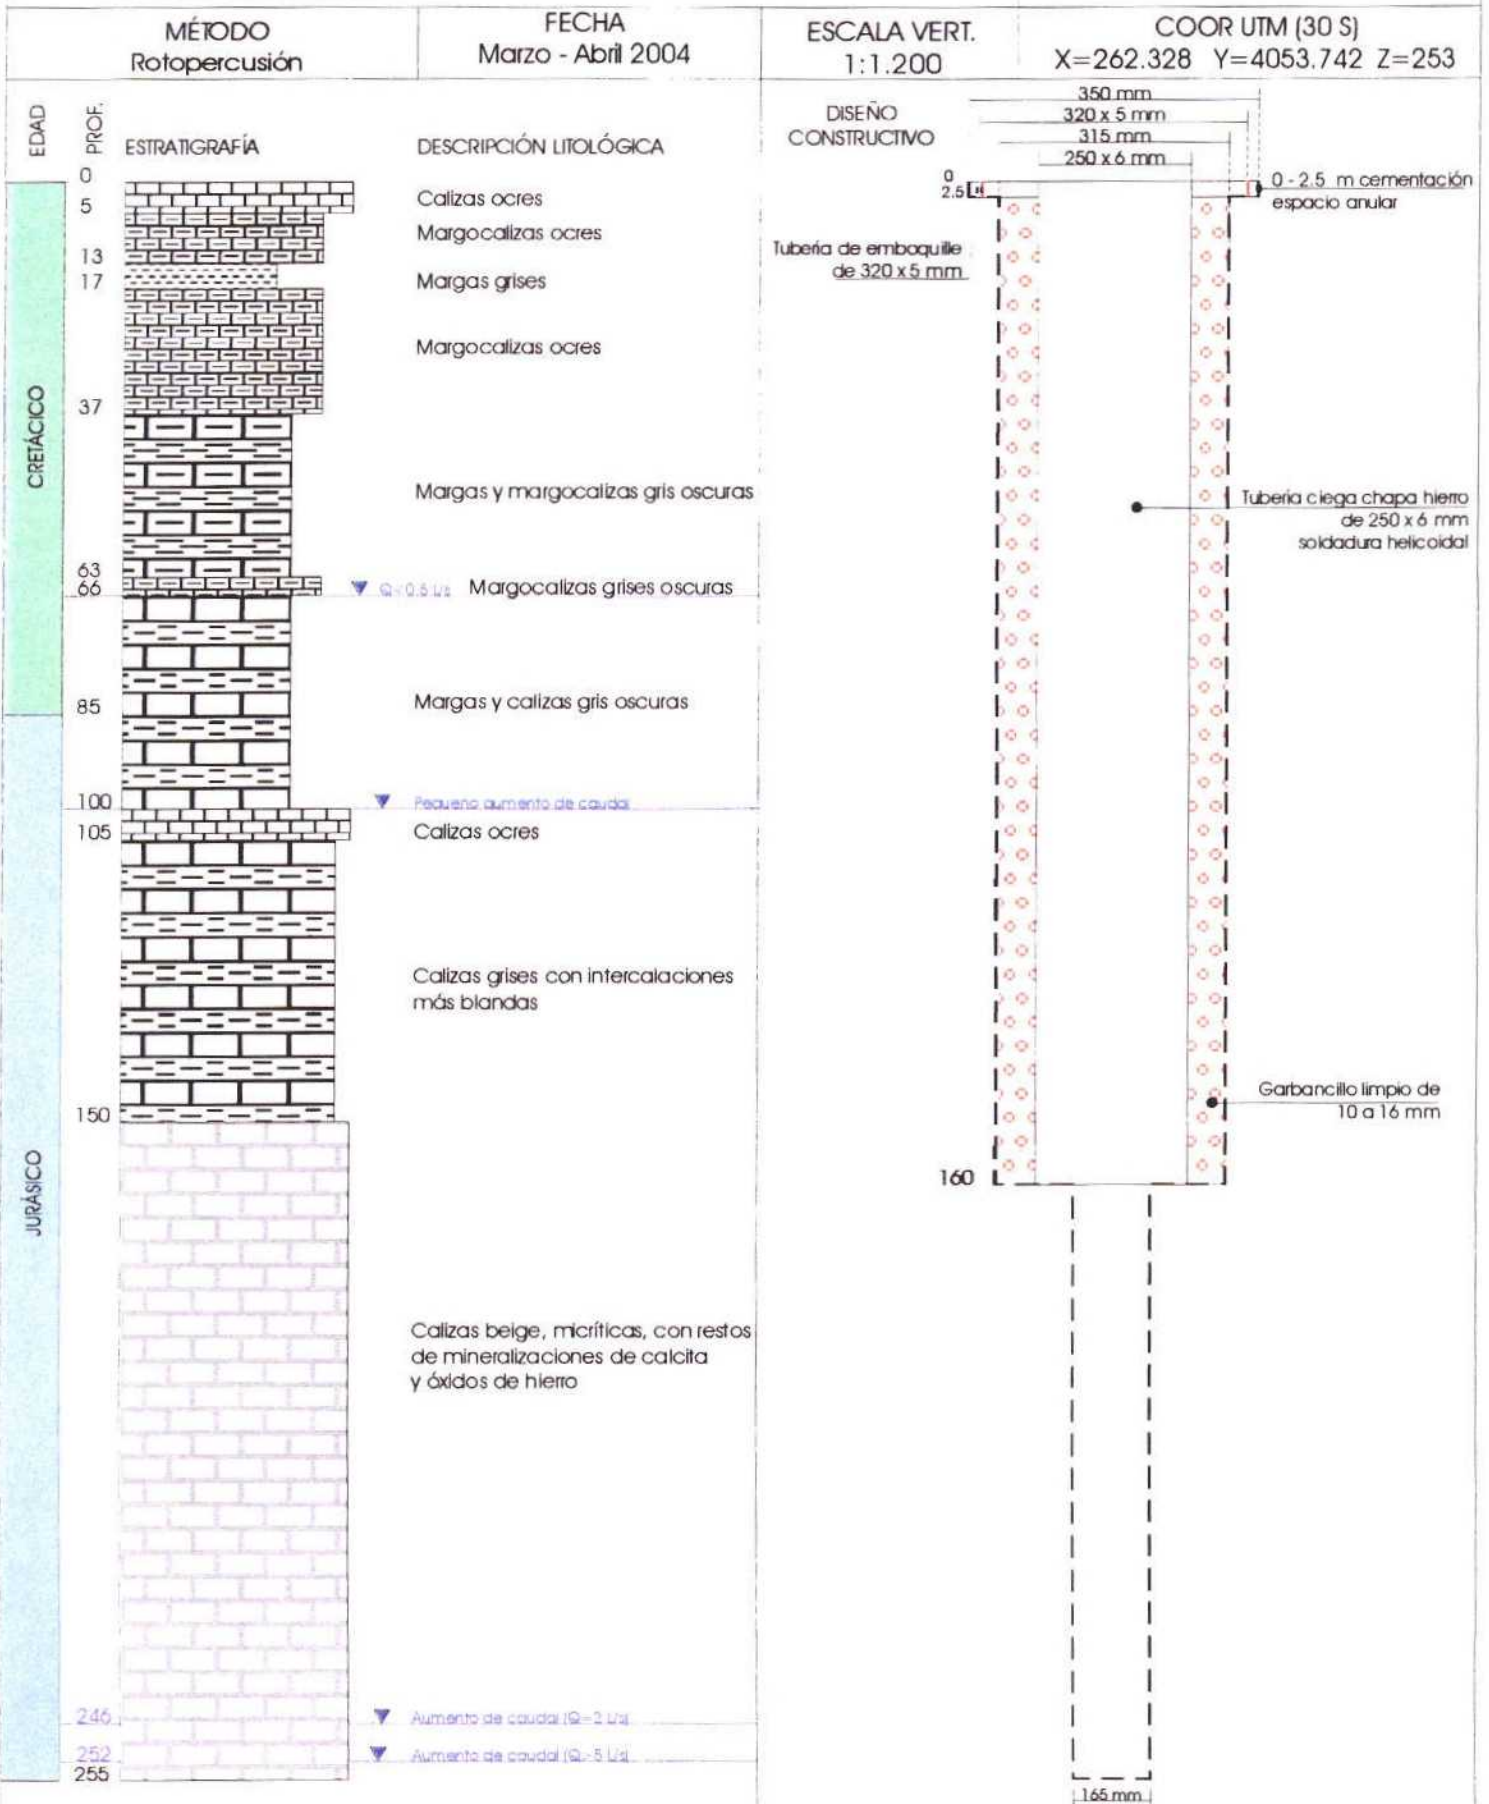 MÉTODO
Rotopercusión
FECHA
Marzo - Abril 2004
ESCALA VERT.
1:1.200
COOR UTM (30 S)
X=262.328 Y=4053.742 Z=253
EDAD
PROF.
ESTRATIGRAFÍA
DESCRIPCIÓN LITOLÓGICA
DISEÑO
CONSTRUCTIVO
350 mm
320 x 5 mm
315 mm
250 x 6 mm
0
5
13
17
37
63
66
85
100
105
150
246
252
255
CRETÁCICO
JURÁSICO
Calizas ocres
Margocalizas ocres
Margas grises
Margocalizas ocres
Margas y margocalizas gris oscuras
Margocalizas grises oscuras
Margas y calizas gris oscuras
Pequeno aumento de caudal
Calizas ocres
Calizas grises con intercalaciones
más blandas
Calizas beige, micríticas, con restos
de mineralizaciones de calcita
y óxidos de hierro
Aumento de caudal (Q=2 L/s)
Aumento de caudal (Q=5 L/s)
0
2.5
0 - 2.5 m cementación
espacio anular
Tubería de emboquille
de 320 x 5 mm
Tubería ciega chapa hierro
de 250 x 6 mm
soldadura helicoidal
Garbancillo limpio de
10 a 16 mm
160
165 mm